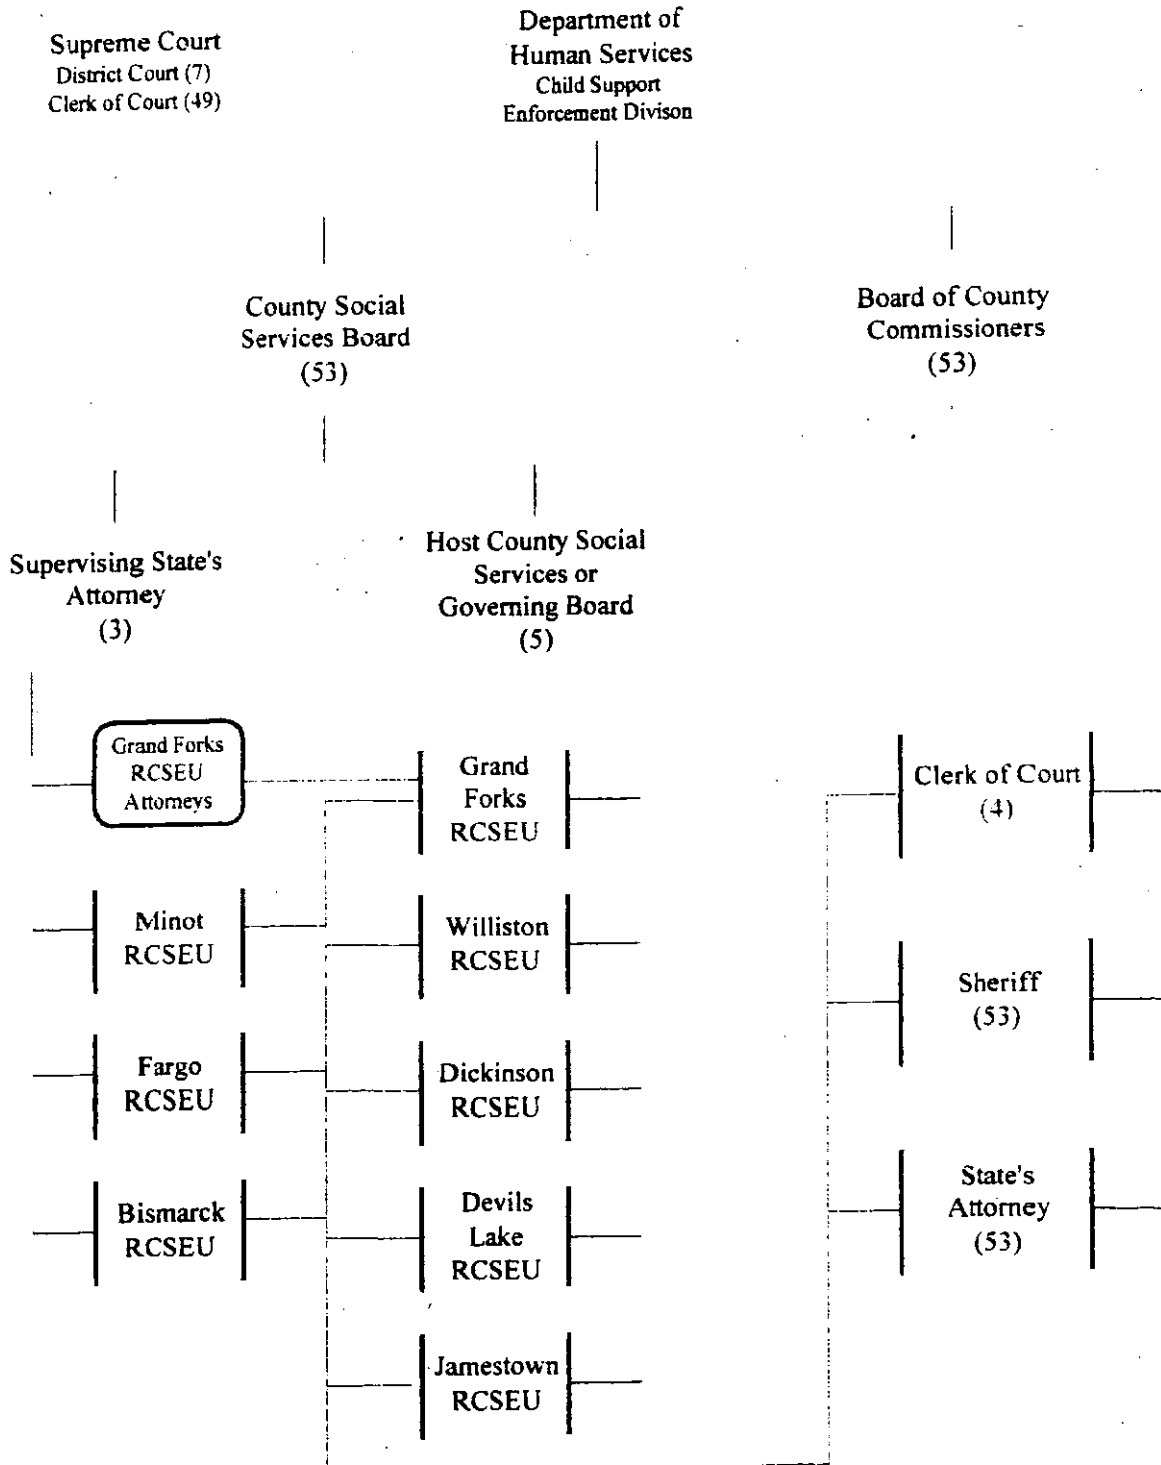 Supreme Court
District Court (7)
Clerk of Court (49)
Department of
Human Services
Child Support
Enforcement Divison
County Social
Services Board
(53)
Board of County
Commissioners
(53)
Supervising State's
Attorney
(3)
Host County Social
Services or
Governing Board
(5)
Grand Forks
RCSEU
Attorneys
Grand
Forks
RCSEU
Clerk of Court
(4)
Minot
RCSEU
Williston
RCSEU
Sheriff
(53)
Fargo
RCSEU
Dickinson
RCSEU
Bismarck
RCSEU
Devils
Lake
RCSEU
State's
Attorney
(53)
Jamestown
RCSEU